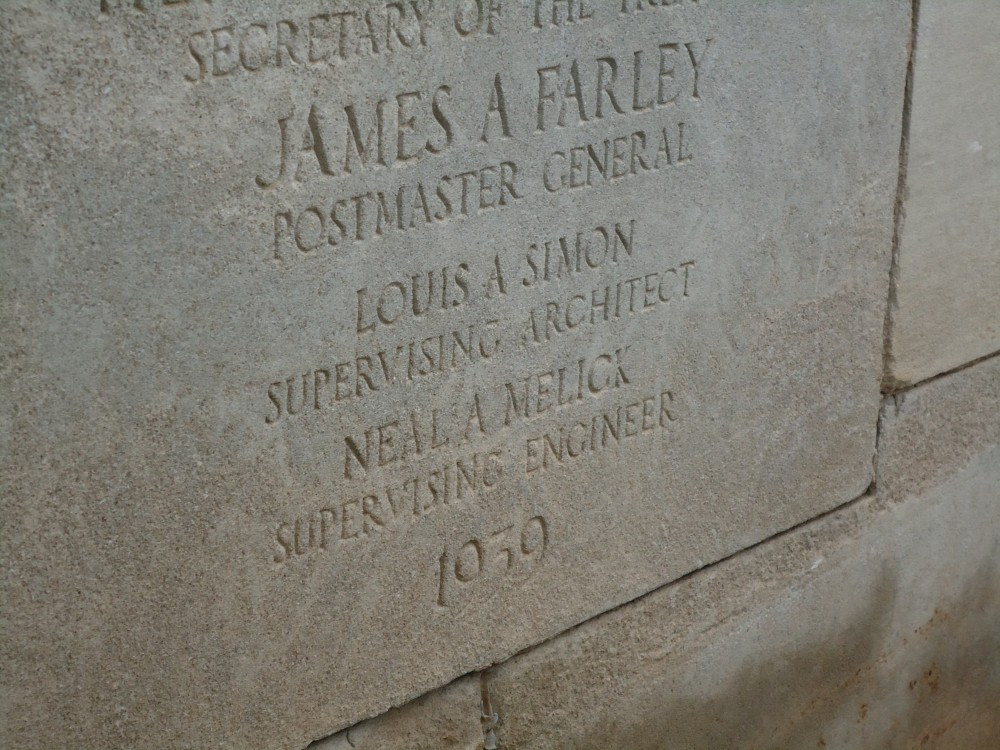 SECRETARY OF THE
JAMES A FARLEY
POSTMASTER GENERAL
LOUIS A SIMON
SUPERVISING ARCHITECT
NEAL A MELICK
SUPERVISING ENGINEER
1939